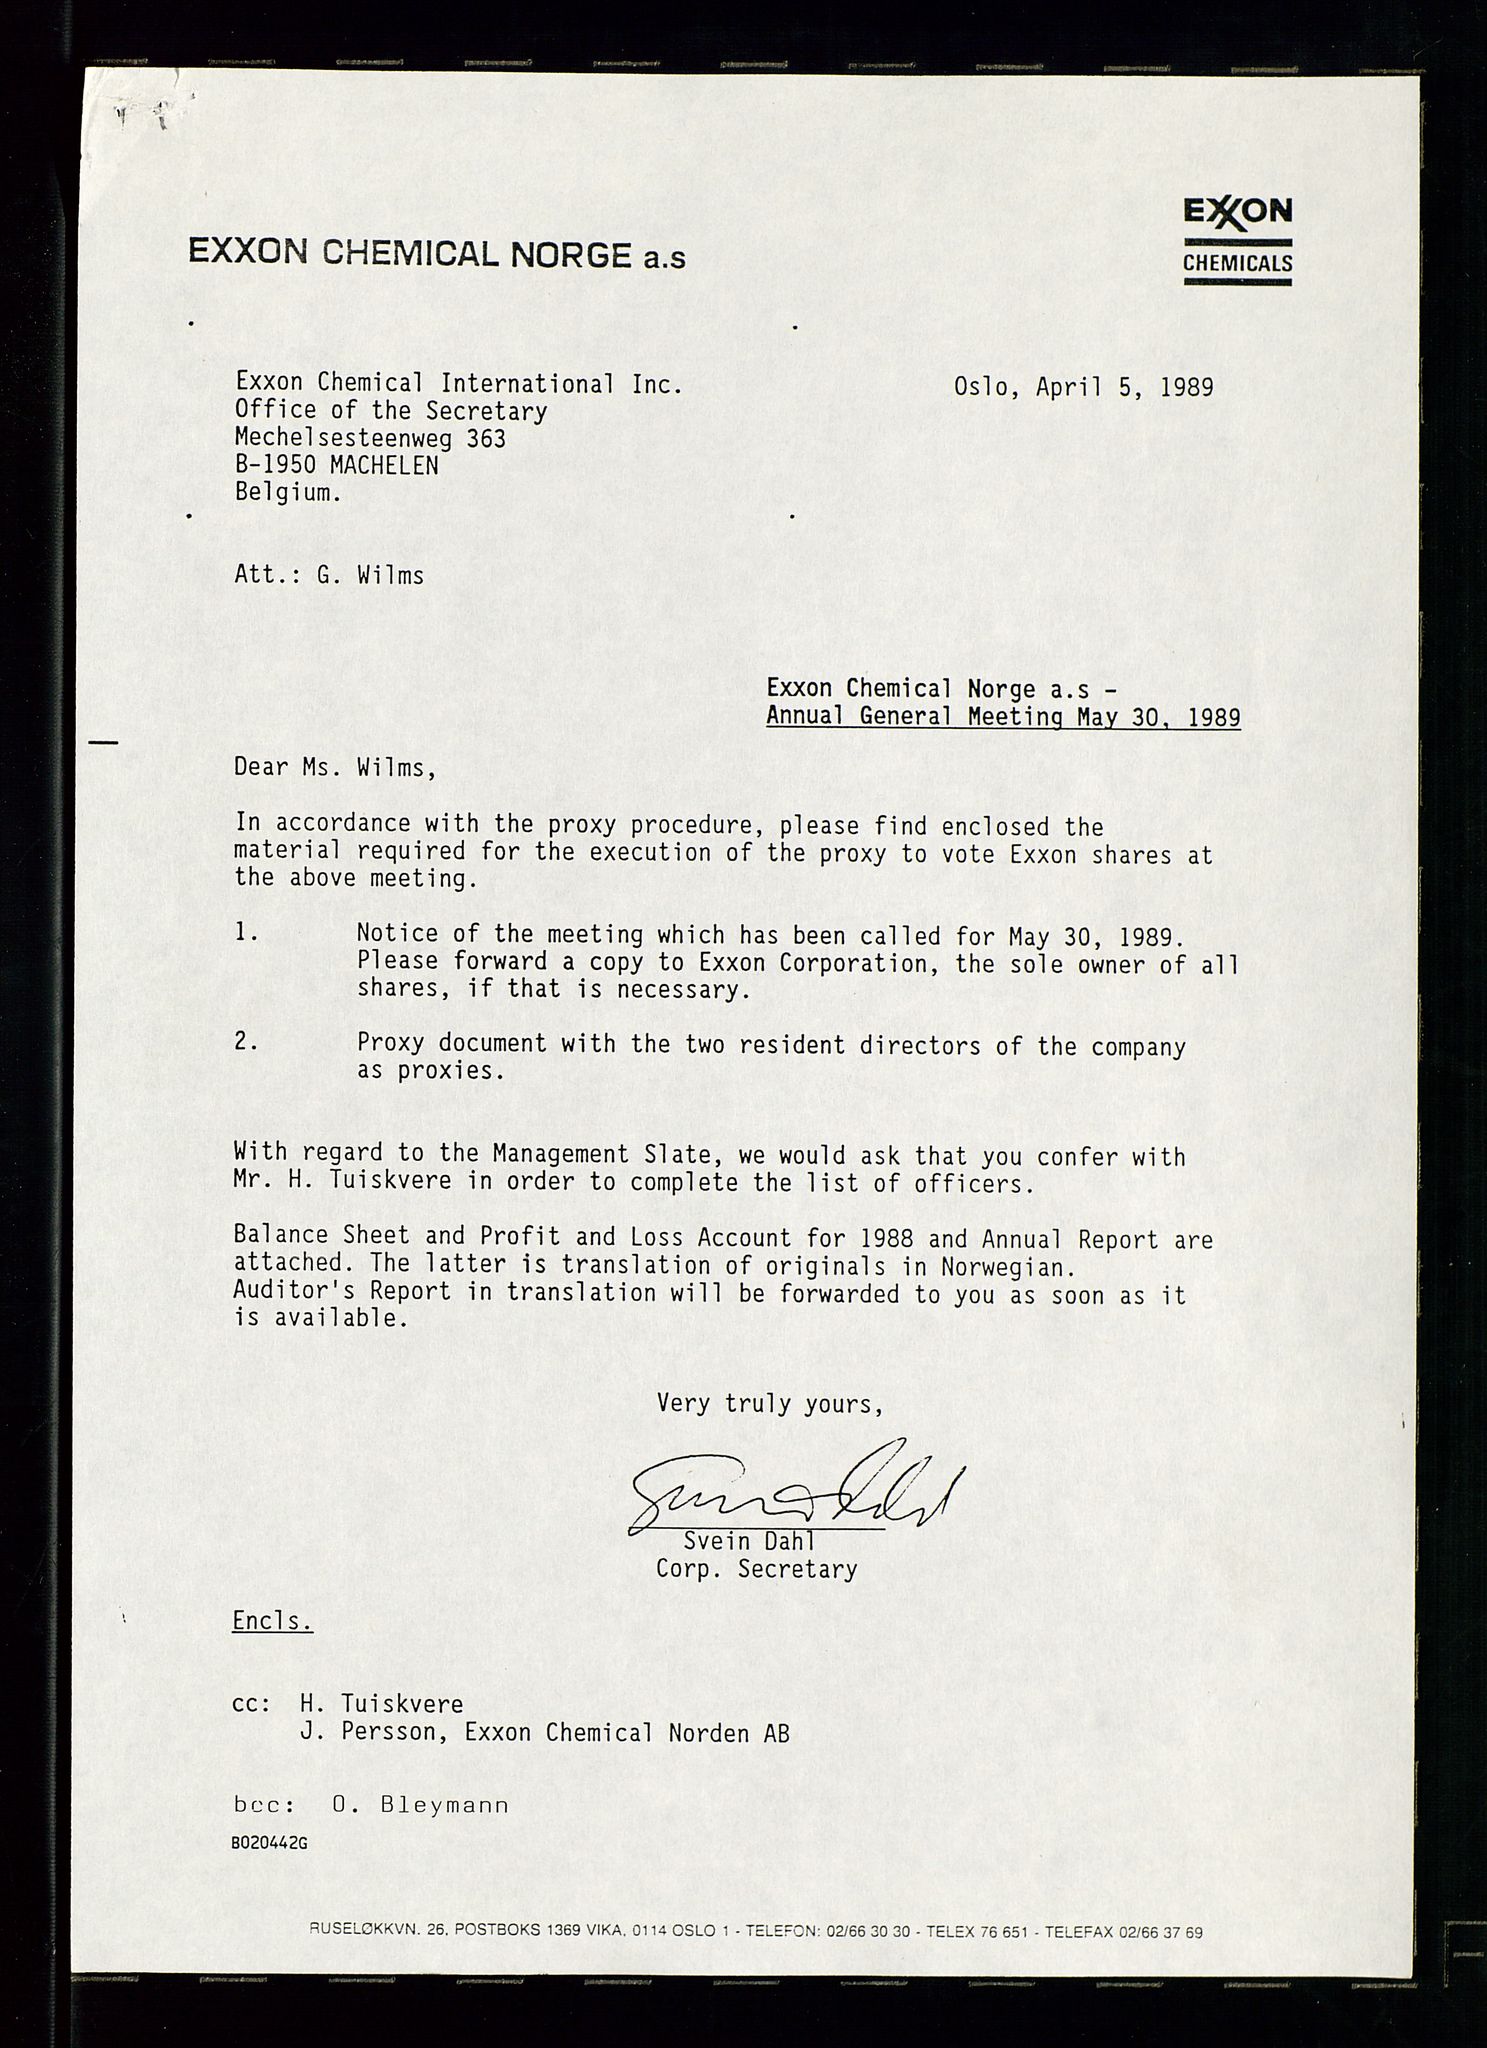 EXXON
CHEMICALS
EXXON CHEMICAL NORGE a.s
Exxon Chemical International Inc.
Office of the Secretary
Mechelsesteenweg 363
B-1950 MACHELEN
Belgium.
Oslo, April 5, 1989
Att.: G. Wilms
Exxon Chemical Norge a.s -
Annual General Meeting May 30, 1989
Dear Ms. Wilms,
In accordance with the proxy procedure, please find enclosed the
material required for the execution of the proxy to vote Exxon shares at
the above meeting.
1. Notice of the meeting which has been called for May 30, 1989.
Please forward a copy to Exxon Corporation, the sole owner of all
shares, if that is necessary.
2. Proxy document with the two resident directors of the company
as proxies.
With regard to the Management Slate, we would ask that you confer with
Mr. H. Tuiskvere in order to complete the list of officers.
Balance Sheet and Profit and Loss Account for 1988 and Annual Report are
attached. The latter is translation of originals in Norwegian.
Auditor's Report in translation will be forwarded to you as soon as it
is available.
Very truly yours,
Svein Dahl
Corp. Secretary
Encls.
cc: H. Tuiskvere
J. Persson, Exxon Chemical Norden AB
bcc: O. Bleymann
B020442G
RUSELØKKVN. 26, POSTBOKS 1369 VIKA, 0114 OSLO 1 - TELEFON: 02/66 30 30 - TELEX 76 651 - TELEFAX 02/66 37 69